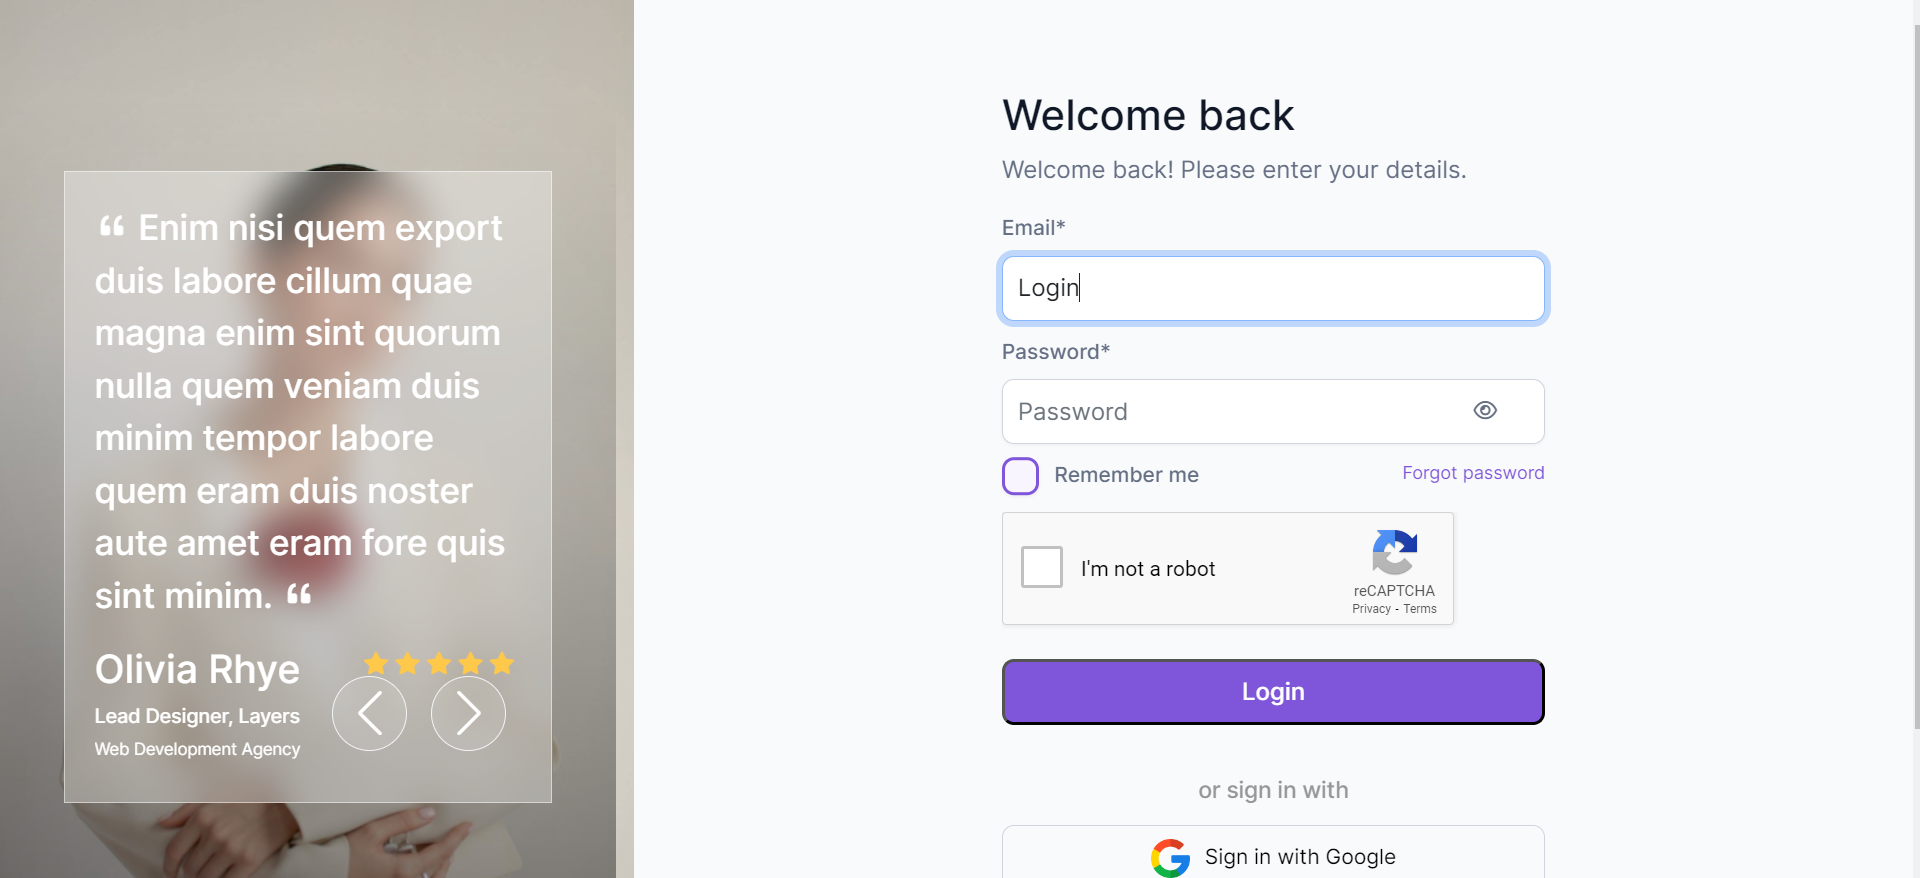 ❝ Enim nisi quem export
duis labore cillum quae
magna enim sint quorum
nulla quem veniam duis
minim tempor labore
quem eram duis noster
aute amet eram fore quis
sint minim. ❝
Olivia Rhye
Lead Designer, Layers
Web Development Agency
Welcome back
Welcome back! Please enter your details.
Email*
Login
Password*
Password
Remember me
Forgot password
I'm not a robot
reCAPTCHA
Privacy - Terms
Login
or sign in with
Sign in with Google